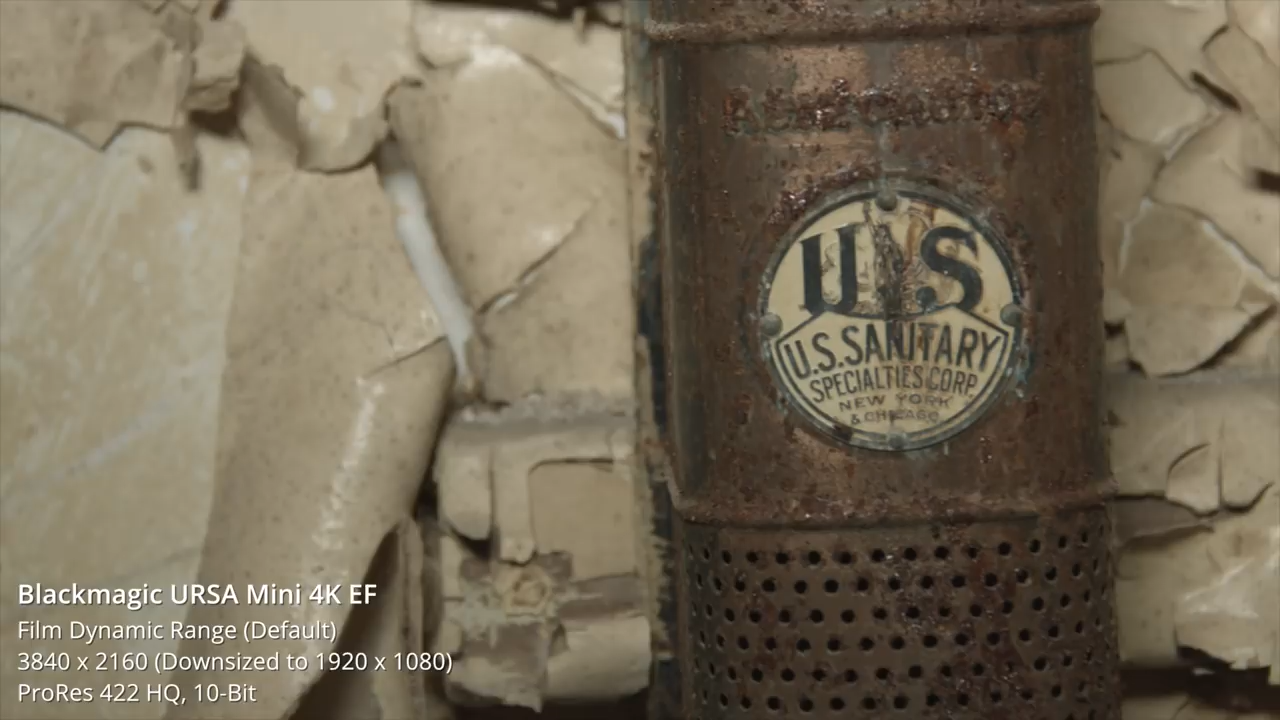 U.S
U.S. SANITARY
SPECIALTIES CORP.
NEW YORK
& CHICAGO
Blackmagic URSA Mini 4K EF
Film Dynamic Range (Default)
3840 x 2160 (Downsized to 1920 x 1080)
ProRes 422 HQ, 10-Bit